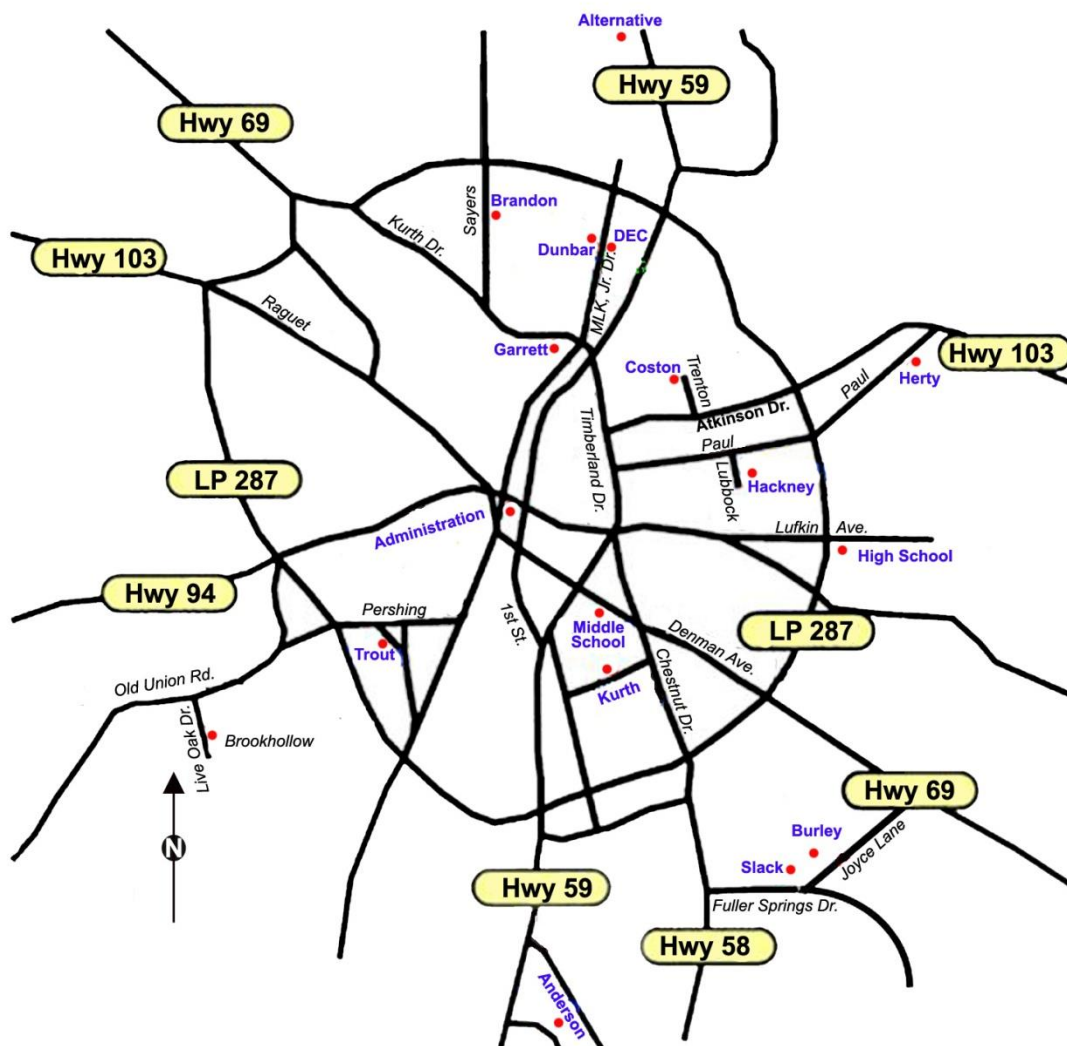 Alternative
Hwy 59
Hwy 69
Sayers
Brandon
Kurth Dr.
Dunbar
DEC
MLK, Jr. Dr.
Hwy 103
Raguet
Garrett
Coston
Trenton
Hwy 103
Herty
Paul
Atkinson Dr.
Timberland Dr.
Paul
Lubbock
Hackney
LP 287
Administration
Lufkin Ave.
High School
Hwy 94
Pershing
1st St.
Middle
School
LP 287
Denman Ave.
Trout
Kurth
Chestnut Dr.
Old Union Rd.
Live Oak Dr.
Brookhollow
N
Hwy 69
Burley
Joyce Lane
Slack
Hwy 59
Fuller Springs Dr.
Hwy 58
Anderson